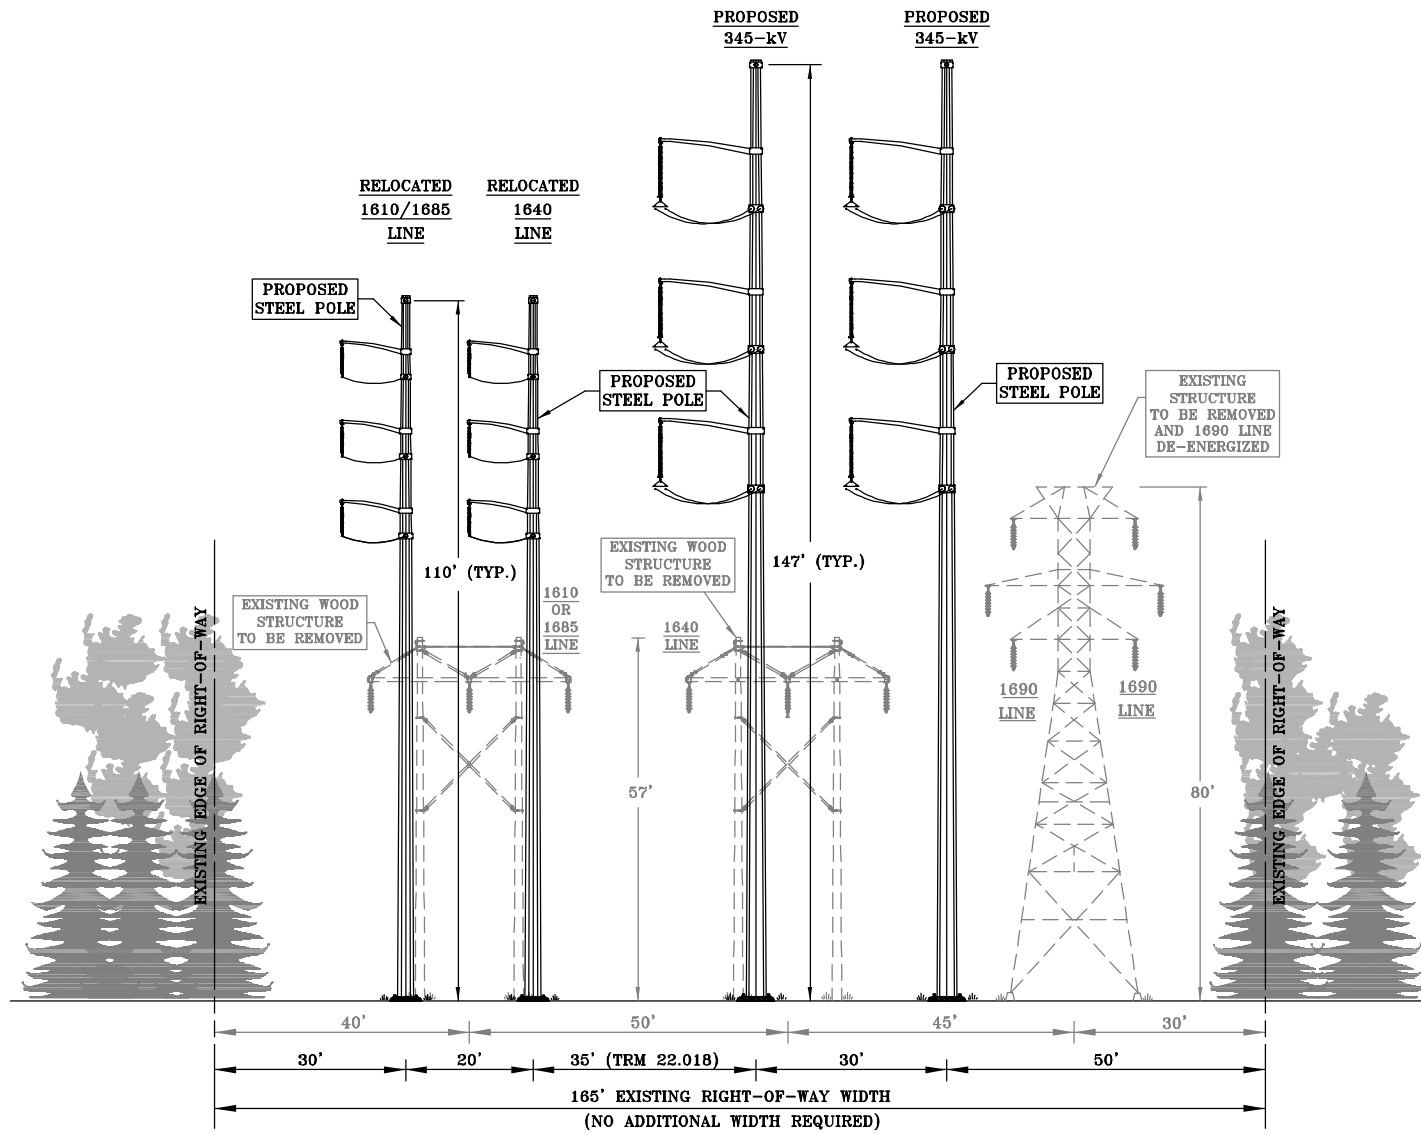 PROPOSED
345-kV
PROPOSED
345-kV
RELOCATED
1610/1685
LINE
RELOCATED
1640
LINE
PROPOSED
STEEL POLE
PROPOSED
STEEL POLE
PROPOSED
STEEL POLE
EXISTING
STRUCTURE
TO BE REMOVED
AND 1690 LINE
DE-ENERGIZED
110' (TYP.)
147' (TYP.)
EXISTING WOOD
STRUCTURE
TO BE REMOVED
EXISTING WOOD
STRUCTURE
TO BE REMOVED
1610
OR
1685
LINE
1640
LINE
1690
LINE
1690
LINE
57'
80'
EXISTING EDGE OF RIGHT-OF-WAY
EXISTING EDGE OF RIGHT-OF-WAY
40'
50'
45'
30'
30'
20'
35' (TRM 22.018)
30'
50'
165' EXISTING RIGHT-OF-WAY WIDTH
(NO ADDITIONAL WIDTH REQUIRED)